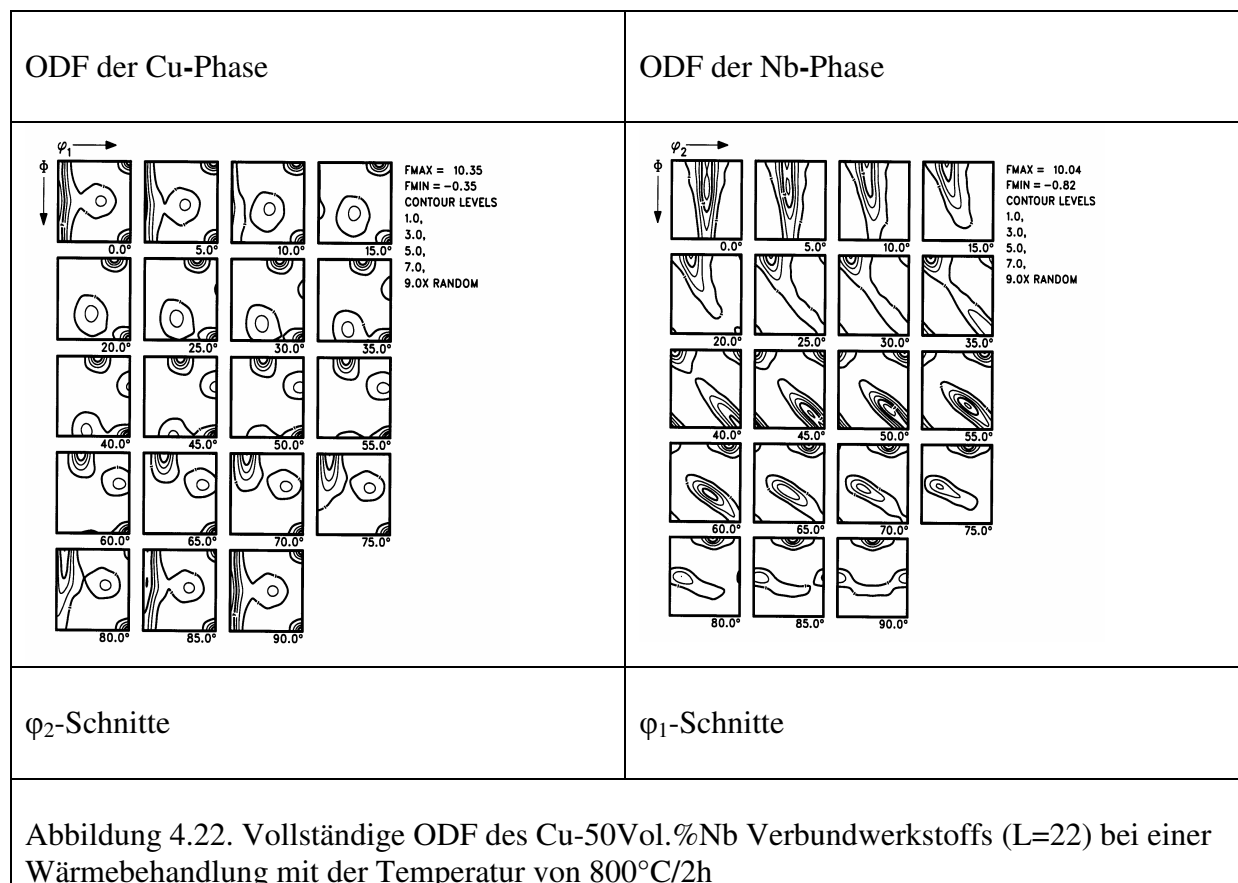 ODF der Cu-Phase
ODF der Nb-Phase
φ1
Φ
FMAX = 10.35
FMIN = -0.35
CONTOUR LEVELS
1.0,
3.0,
5.0,
7.0,
9.0X RANDOM
0.0° 5.0° 10.0° 15.0°
20.0° 25.0° 30.0° 35.0°
40.0° 45.0° 50.0° 55.0°
60.0° 65.0° 70.0° 75.0°
80.0° 85.0° 90.0°
φ2
Φ
FMAX = 10.04
FMIN = -0.82
CONTOUR LEVELS
1.0,
3.0,
5.0,
7.0,
9.0X RANDOM
0.0° 5.0° 10.0° 15.0°
20.0° 25.0° 30.0° 35.0°
40.0° 45.0° 50.0° 55.0°
60.0° 65.0° 70.0° 75.0°
80.0° 85.0° 90.0°
φ2-Schnitte
φ1-Schnitte
Abbildung 4.22. Vollständige ODF des Cu-50Vol.%Nb Verbundwerkstoffs (L=22) bei einer
Wärmebehandlung mit der Temperatur von 800°C/2h